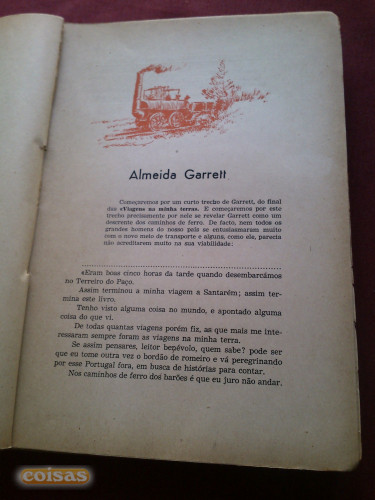 Almeida Garrett
Começaremos por um curto trecho de Garrett, do final
das «Viagens na minha terra». E começaremos por este
trecho precisamente por nele se revelar Garrett como um
descrente dos caminhos de ferro. De facto, nem todos os
grandes homens do nosso país se entusiasmaram muito
com o novo meio de transporte e alguns, como ele, parecia
não acreditarem muito na sua viabilidade:
«Eram boas cinco horas da tarde quando desembarcámos
no Terreiro do Paço.
Assim terminou a minha viagem a Santarém; assim ter-
mina este livro.
Tenho visto alguma coisa no mundo, e apontado alguma
coisa do que vi.
De todas quantas viagens porém fiz, as que mais me inte-
ressaram sempre foram as viagens na minha terra.
Se assim pensares, leitor benévolo, quem sabe? pode ser
que eu tome outra vez o bordão de romeiro e vá peregrinando
por esse Portugal fora, em busca de histórias para contar.
Nos caminhos de ferro dos barões é que eu juro não andar.
coisas